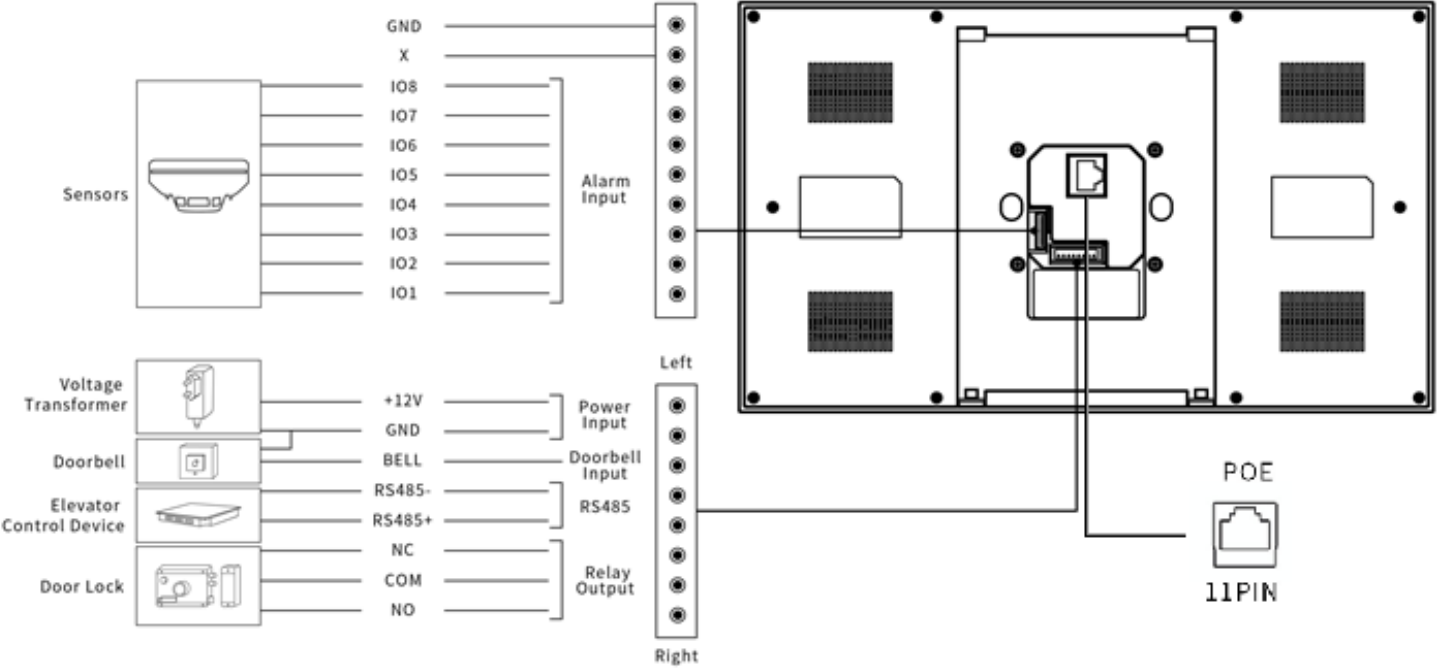 GND
X
IO8
IO7
IO6
IO5
IO4
IO3
IO2
IO1
Sensors
Alarm
Input
Left
Voltage
Transformer
+12V
GND
Power
Input
Doorbell
BELL
Doorbell
Input
Elevator
Control Device
RS485-
RS485+
RS485
Door Lock
NC
COM
NO
Relay
Output
Right
POE
11PIN